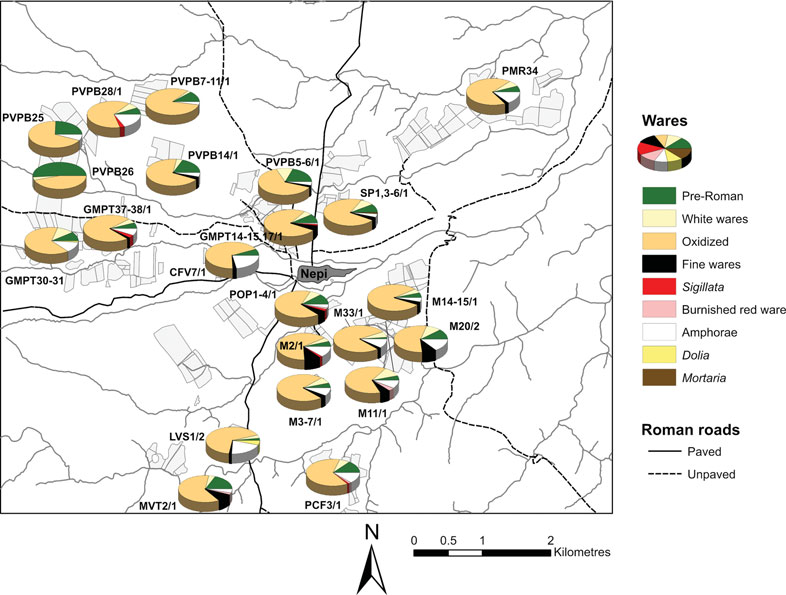 PVPB7-11/1
PMR34
PVPB28/1
PVPB25
PVPB14/1
PVPB5-6/1
PVPB26
SP1,3-6/1
GMPT37-38/1
GMPT14-15,17/1
GMPT30-31
CFV7/1
Nepi
POP1-4/1
M33/1
M14-15/1
M20/2
M2/1
M3-7/1
M11/1
LVS1/2
MVT2/1
PCF3/1
Wares
Pre-Roman
White wares
Oxidized
Fine wares
Sigillata
Burnished red ware
Amphorae
Dolia
Mortaria
Roman roads
Paved
Unpaved
N
0 0.5 1 2
Kilometres